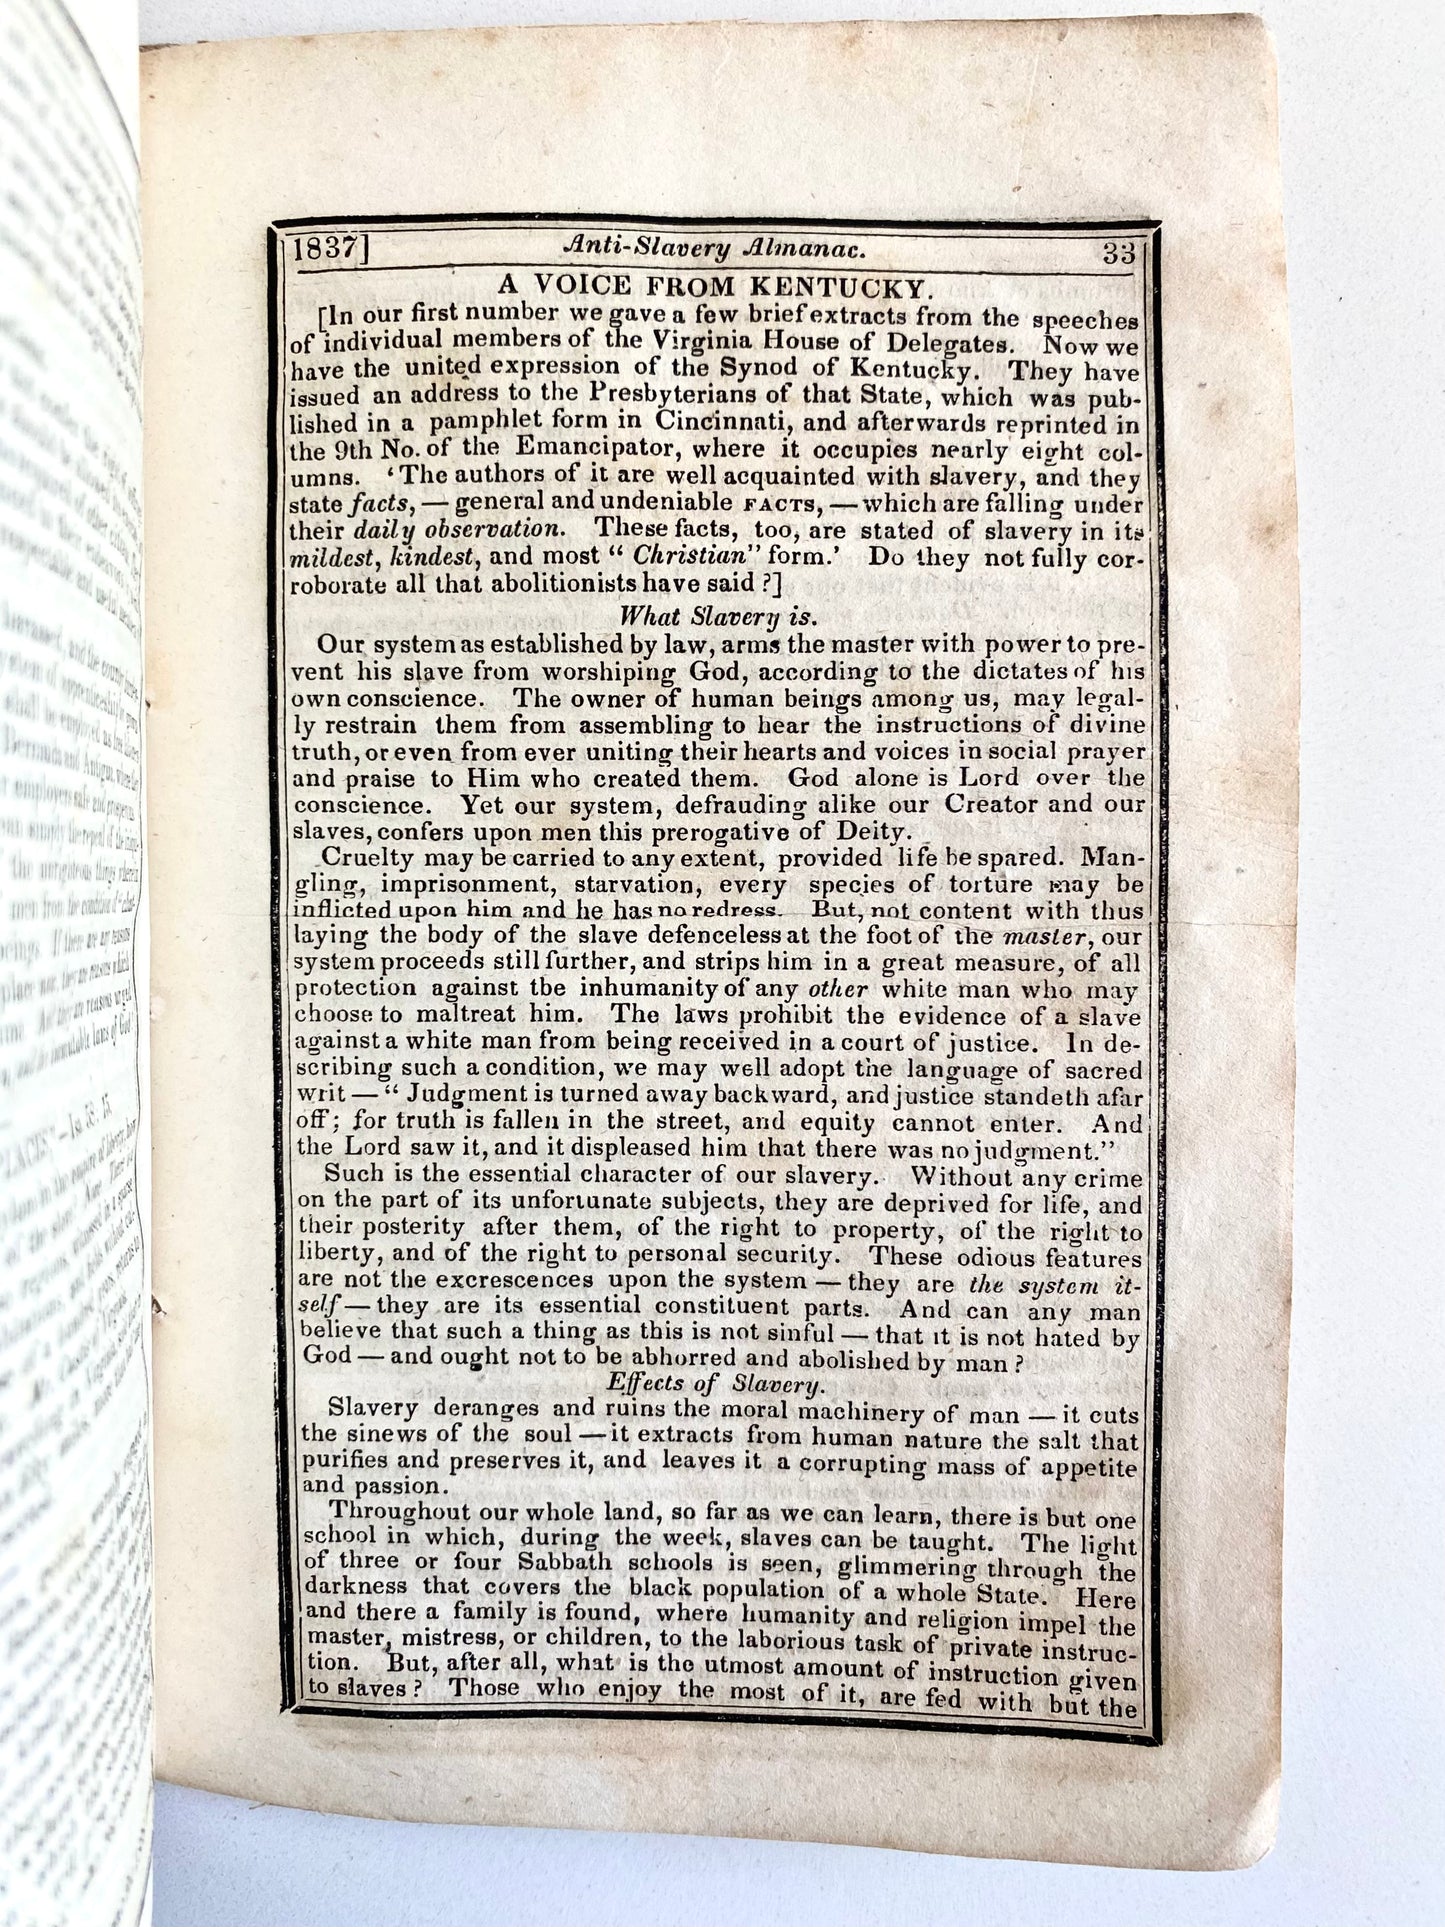 1837] Anti-Slavery Almanac. 33
A VOICE FROM KENTUCKY.
[In our first number we gave a few brief extracts from the speeches
of individual members of the Virginia House of Delegates. Now we
have the united expression of the Synod of Kentucky. They have
issued an address to the Presbyterians of that State, which was pub-
lished in a pamphlet form in Cincinnati, and afterwards reprinted in
the 9th No. of the Emancipator, where it occupies nearly eight col-
umns. ‘The authors of it are well acquainted with slavery, and they
state facts, — general and undeniable FACTS, — which are falling under
their daily observation. These facts, too, are stated of slavery in its
mildest, kindest, and most “ Christian” form.’ Do they not fully cor-
roborate all that abolitionists have said ?]
What Slavery is.
Our system as established by law, arms the master with power to pre-
vent his slave from worshiping God, according to the dictates of his
own conscience. The owner of human beings among us, may legal-
ly restrain them from assembling to hear the instructions of divine
truth, or even from ever uniting their hearts and voices in social prayer
and praise to Him who created them. God alone is Lord over the
conscience. Yet our system, defrauding alike our Creator and our
slaves, confers upon men this prerogative of Deity.
Cruelty may be carried to any extent, provided life be spared. Man-
gling, imprisonment, starvation, every species of torture may be
inflicted upon him and he has no redress. But, not content with thus
laying the body of the slave defenceless at the foot of the master, our
system proceeds still further, and strips him in a great measure, of all
protection against the inhumanity of any other white man who may
choose to maltreat him. The laws prohibit the evidence of a slave
against a white man from being received in a court of justice. In de-
scribing such a condition, we may well adopt the language of sacred
writ — “ Judgment is turned away backward, and justice standeth afar
off; for truth is fallen in the street, and equity cannot enter. And
the Lord saw it, and it displeased him that there was no judgment.”
Such is the essential character of our slavery. Without any crime
on the part of its unfortunate subjects, they are deprived for life, and
their posterity after them, of the right to property, of the right to
liberty, and of the right to personal security. These odious features
are not the excrescences upon the system — they are the system it-
self — they are its essential constituent parts. And can any man
believe that such a thing as this is not sinful — that it is not hated by
God — and ought not to be abhorred and abolished by man ?
Effects of Slavery.
Slavery deranges and ruins the moral machinery of man — it cuts
the sinews of the soul — it extracts from human nature the salt that
purifies and preserves it, and leaves it a corrupting mass of appetite
and passion.
Throughout our whole land, so far as we can learn, there is but one
school in which, during the week, slaves can be taught. The light
of three or four Sabbath schools is seen, glimmering through the
darkness that covers the black population of a whole State. Here
and there a family is found, where humanity and religion impel the
master, mistress, or children, to the laborious task of private instruc-
tion. But, after all, what is the utmost amount of instruction given
to slaves ? Those who enjoy the most of it, are fed with but the